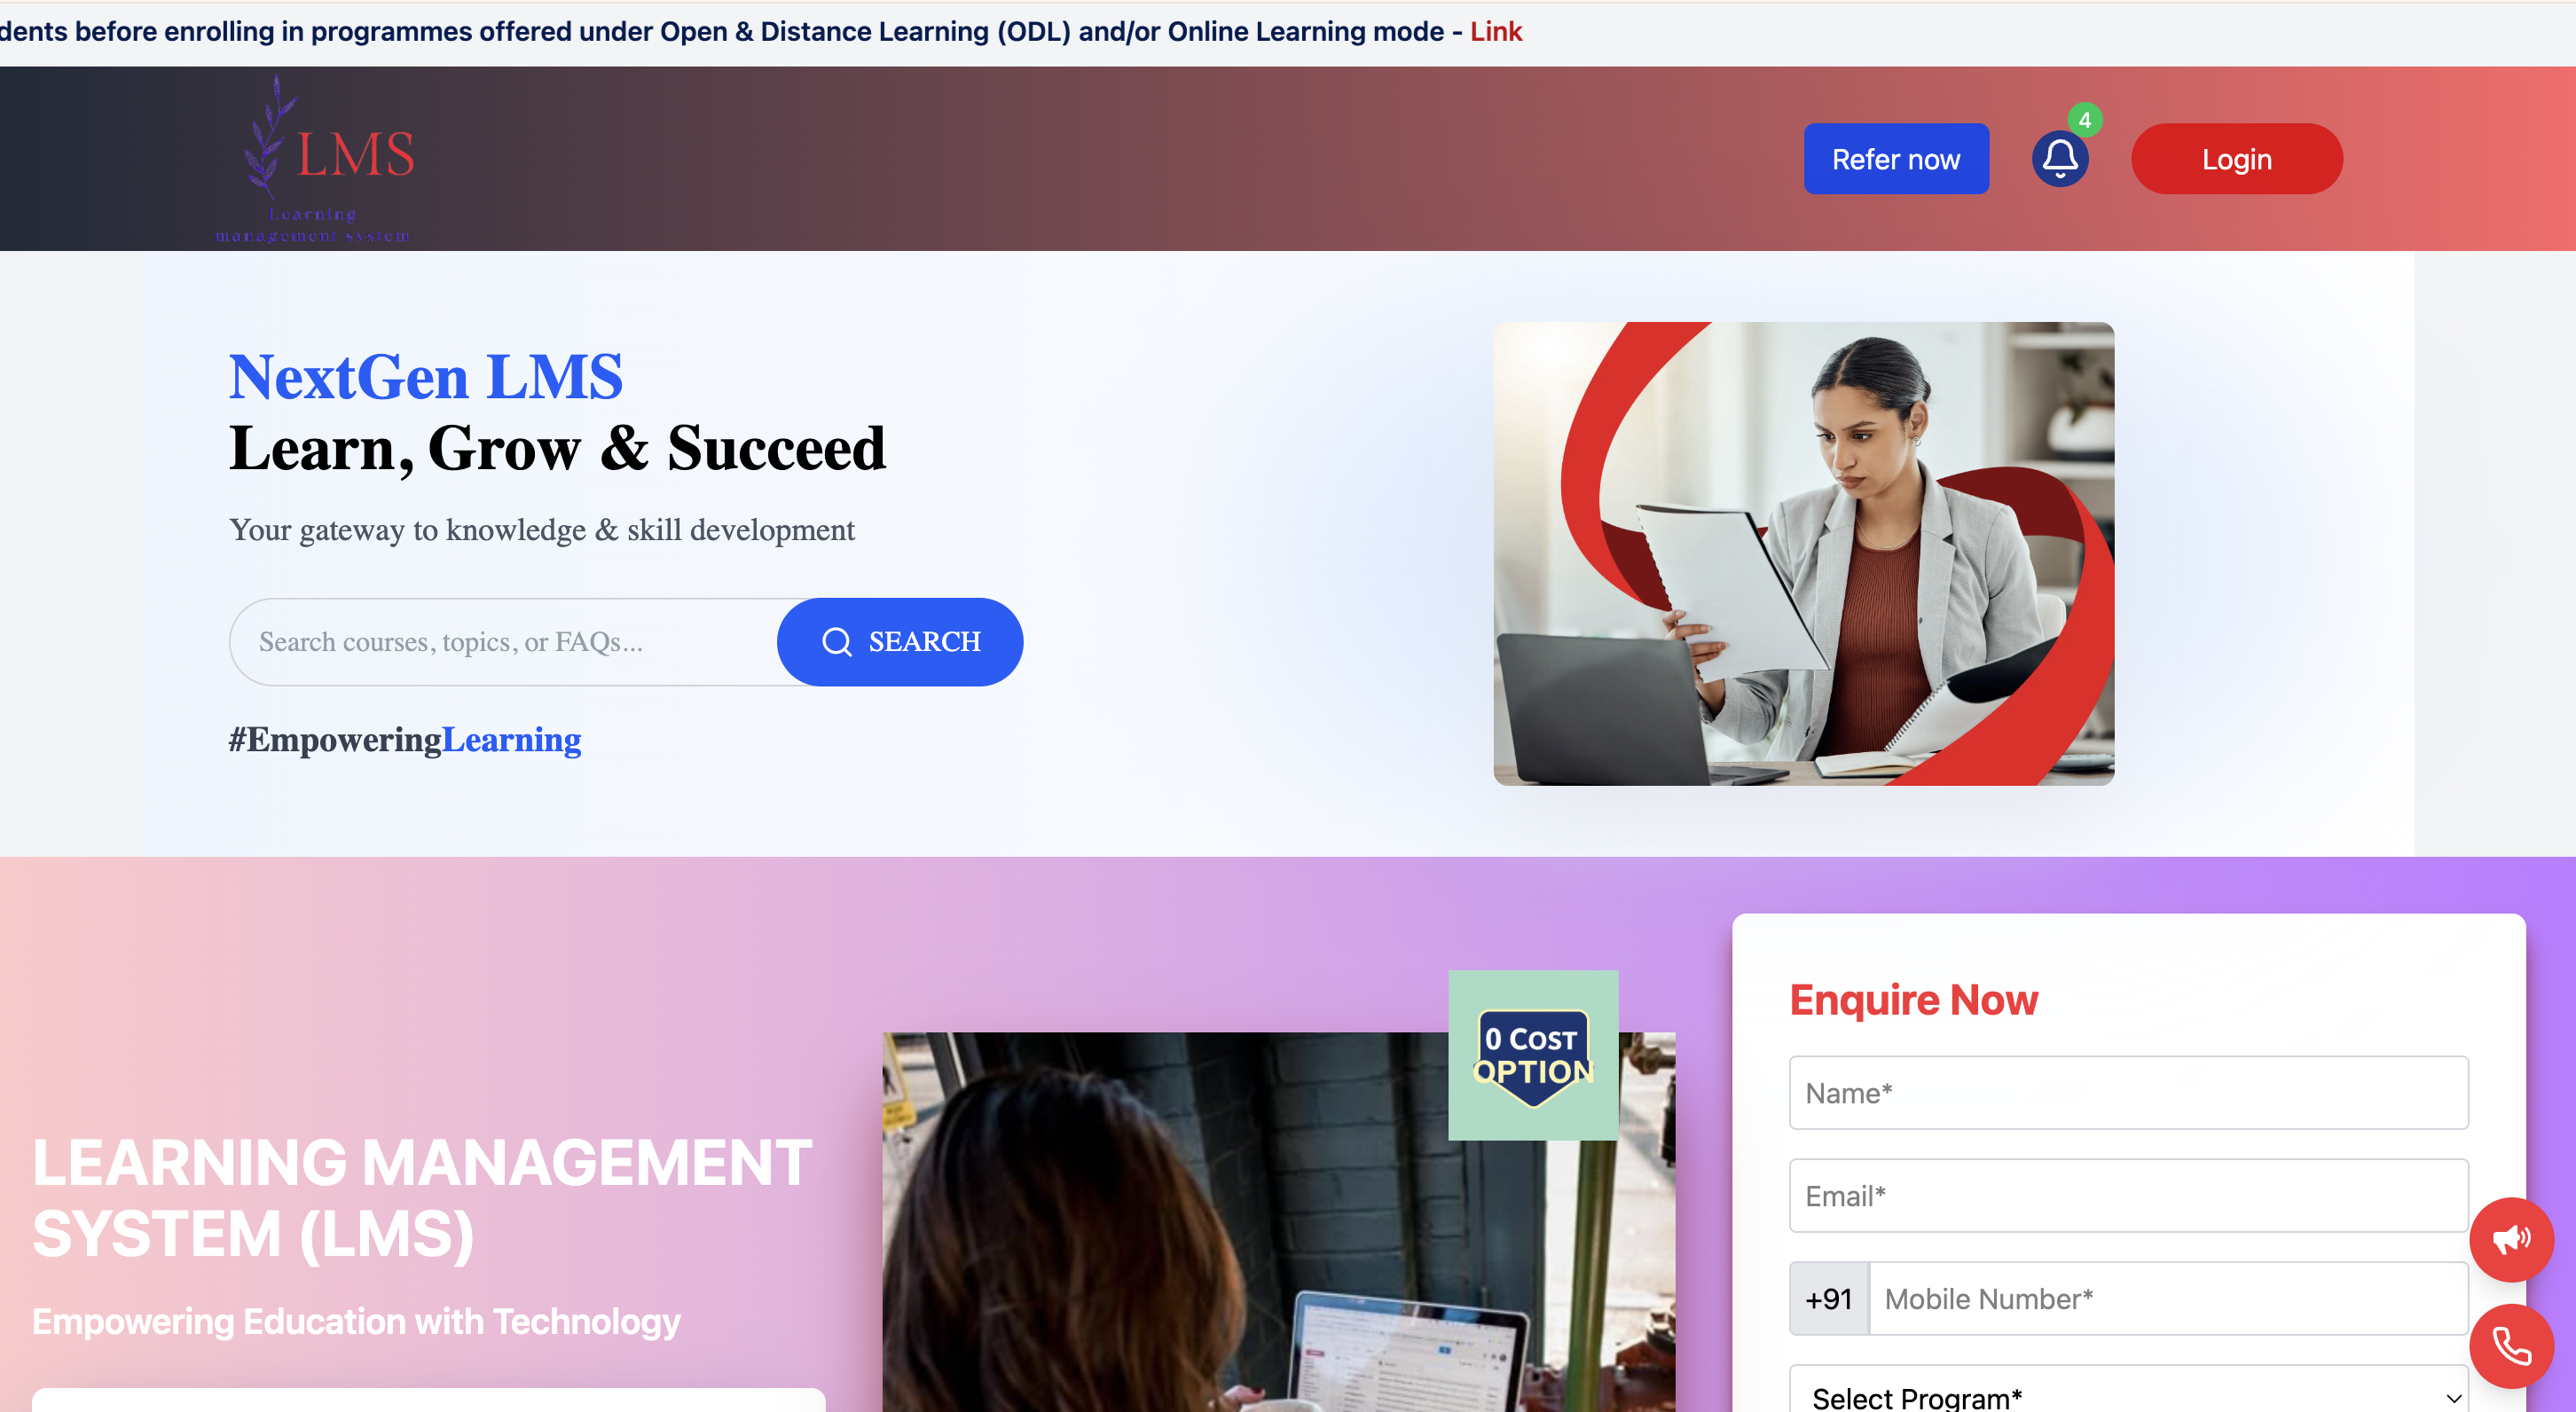 dents before enrolling in programmes offered under Open & Distance Learning (ODL) and/or Online Learning mode - Link
LMS
Learning
management system
Refer now
4
Login
NextGen LMS
Learn, Grow & Succeed
Your gateway to knowledge & skill development
Search courses, topics, or FAQs...
SEARCH
#EmpoweringLearning
0 COST
OPTION
LEARNING MANAGEMENT
SYSTEM (LMS)
Empowering Education with Technology
Enquire Now
Name*
Email*
+91
Mobile Number*
Select Program*